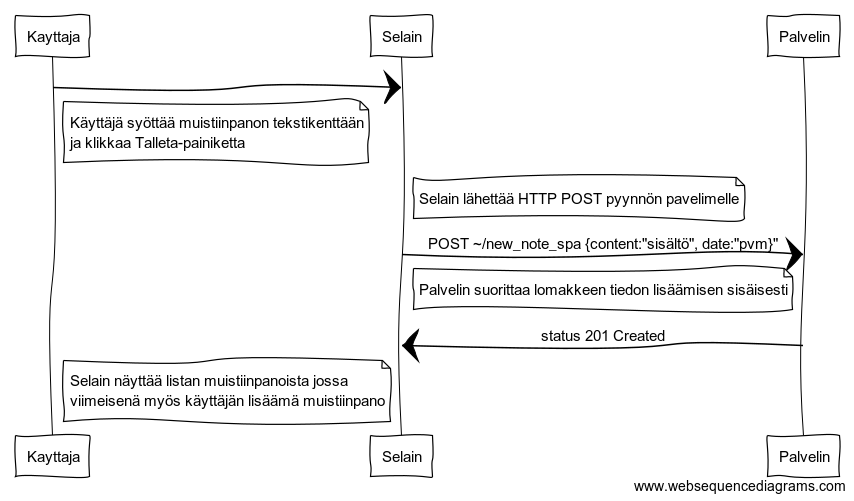 Kayttaja
Selain
Palvelin
Käyttäjä syöttää muistiinpanon tekstikenttään
ja klikkaa Talleta-painiketta
Selain lähettää HTTP POST pyynnön pavelimelle
POST ~/new_note_spa {content:"sisältö", date:"pvm}"
Palvelin suorittaa lomakkeen tiedon lisäämisen sisäisesti
status 201 Created
Selain näyttää listan muistiinpanoista jossa
viimeisenä myös käyttäjän lisäämä muistiinpano
Kayttaja
Selain
Palvelin
www.websequencediagrams.com